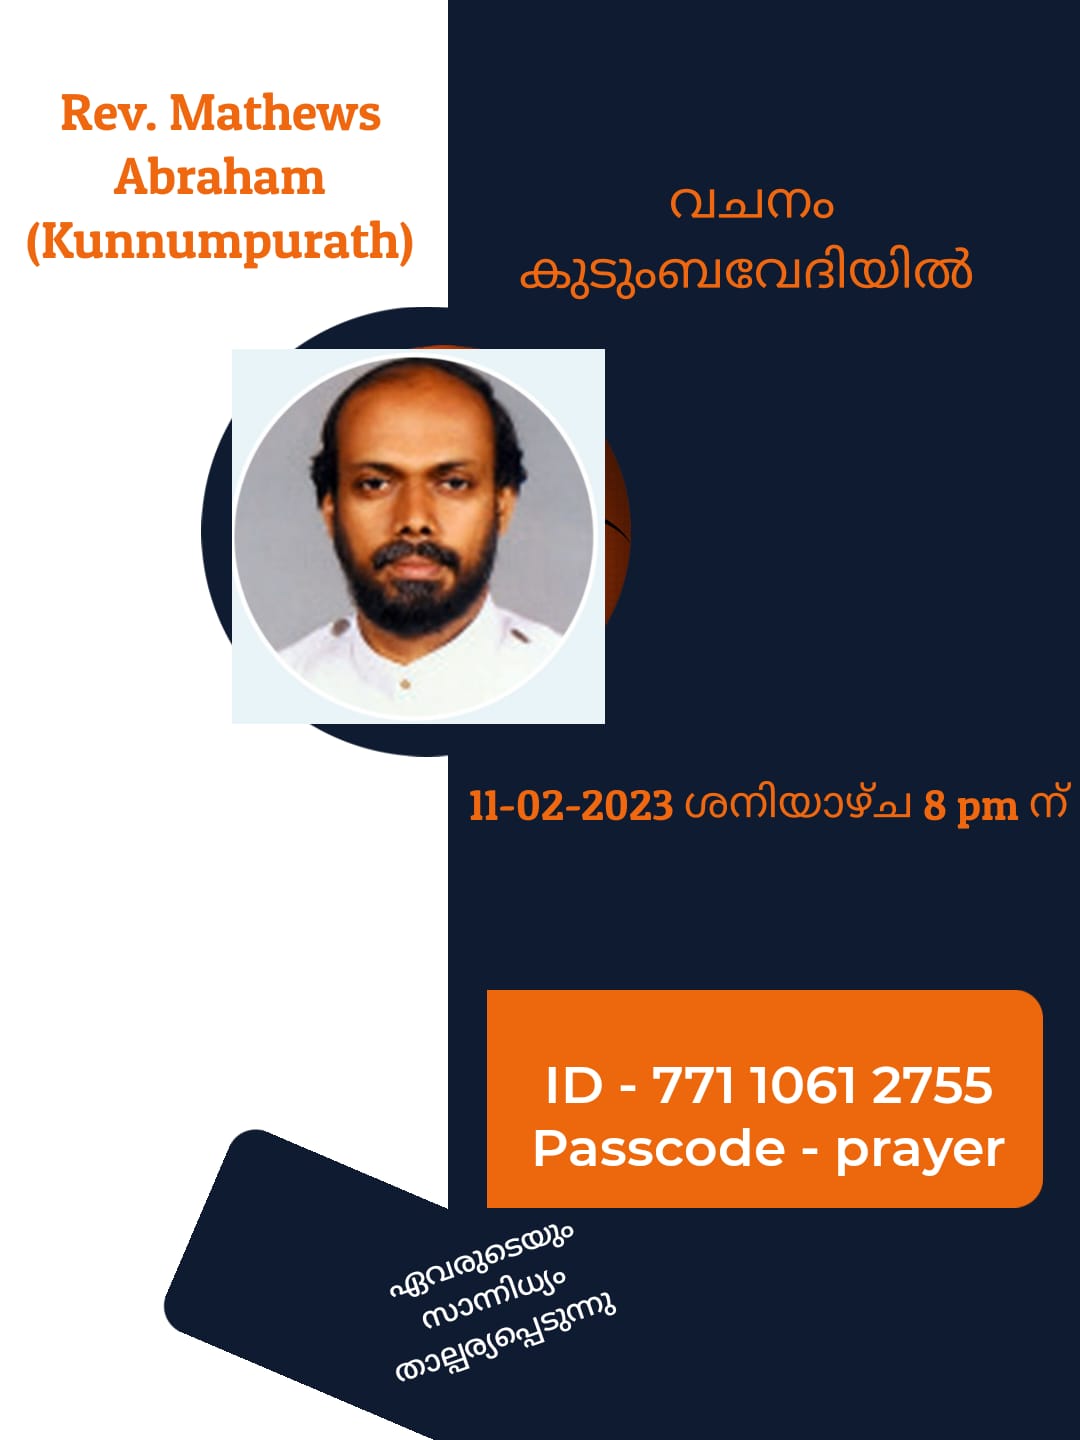 Rev. Mathews
Abraham
(Kunnumpurath)
വചനം
കുടുംബവേദിയിൽ
11-02-2023 ശനിയാഴ്ച 8 pm ന്
ID - 771 1061 2755
Passcode - prayer
ഏവരുടെയും
സാന്നിധ്യം
താല്പര്യപ്പെടുന്നു